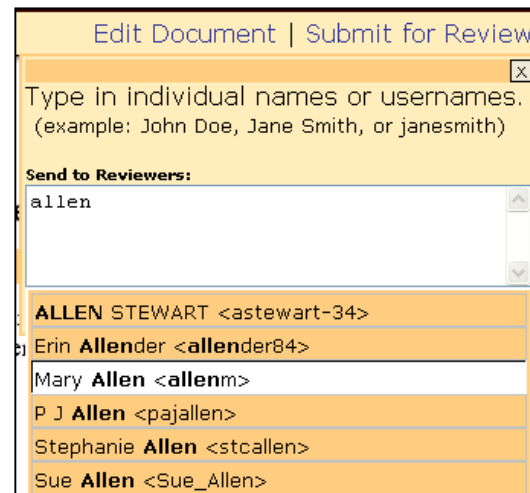 Edit Document | Submit for Review
X
Type in individual names or usernames.
(example: John Doe, Jane Smith, or janesmith)
Send to Reviewers:
allen
ALLEN STEWART <astewart-34>
Erin Allender <allender84>
Mary Allen <allenm>
P J Allen <pajallen>
Stephanie Allen <stcallen>
Sue Allen <Sue_Allen>